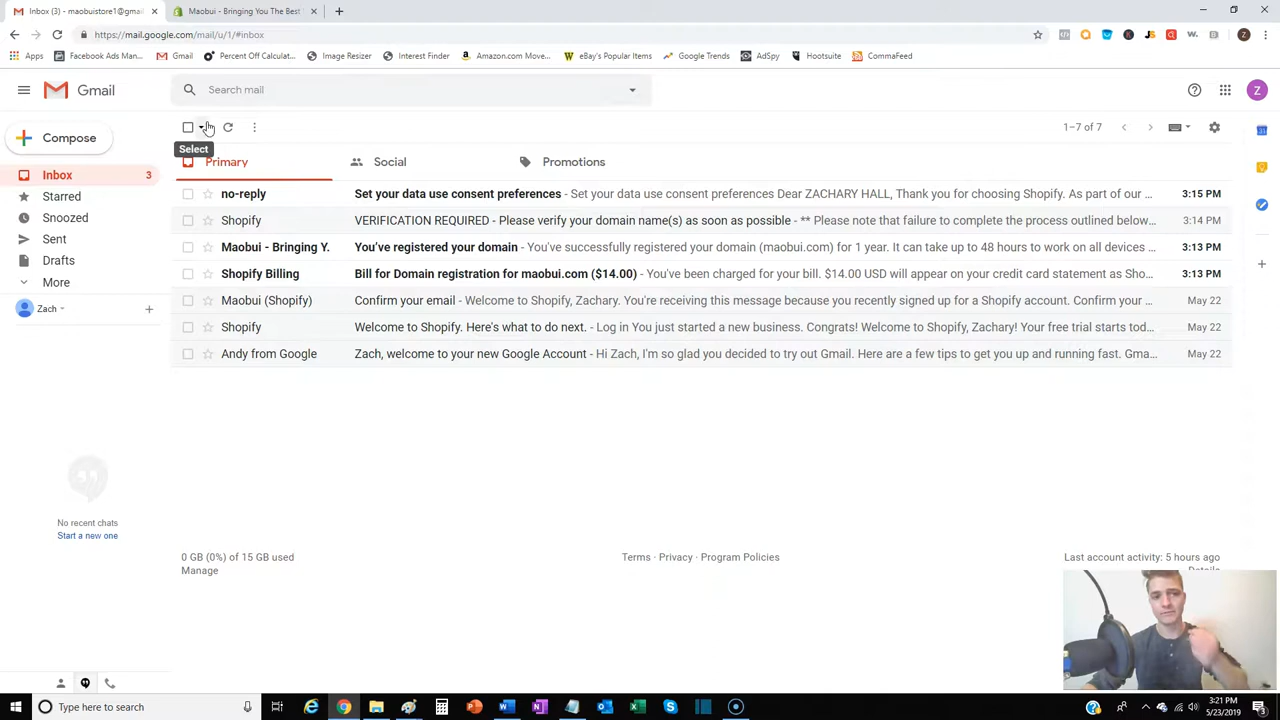 Inbox (3) - maobuistore1@gmai
Maobui - Bringing You The Best
https://mail.google.com/mail/u/1/#inbox
Apps
Facebook Ads Man...
Gmail
Percent Off Calculat...
Image Resizer
Interest Finder
Amazon.com Move...
eBay's Popular Items
Google Trends
AdSpy
Hootsuite
CommaFeed
Gmail
Search mail
Z
Compose
1–7 of 7
Select
Inbox 3
Primary
Social
Promotions
Starred
Snoozed
Sent
Drafts
More
Zach
no-reply Set your data use consent preferences - Set your data use consent preferences Dear ZACHARY HALL, Thank you for choosing Shopify. As part of our ... 3:15 PM
Shopify VERIFICATION REQUIRED - Please verify your domain name(s) as soon as possible - ** Please note that failure to complete the process outlined below... 3:14 PM
Maobui - Bringing Y. You've registered your domain - You've successfully registered your domain (maobui.com) for 1 year. It can take up to 48 hours to work on all devices ... 3:13 PM
Shopify Billing Bill for Domain registration for maobui.com ($14.00) - You've been charged for your bill. $14.00 USD will appear on your credit card statement as Sho... 3:13 PM
Maobui (Shopify) Confirm your email - Welcome to Shopify, Zachary. You're receiving this message because you recently signed up for a Shopify account. Confirm your ... May 22
Shopify Welcome to Shopify. Here's what to do next. - Log in You just started a new business. Congrats! Welcome to Shopify, Zachary! Your free trial starts tod... May 22
Andy from Google Zach, welcome to your new Google Account - Hi Zach, I'm so glad you decided to try out Gmail. Here are a few tips to get you up and running fast. Gma... May 22
No recent chats
Start a new one
0 GB (0%) of 15 GB used
Manage
Terms · Privacy · Program Policies
Last account activity: 5 hours ago
Details
Type here to search
3:21 PM
5/23/2019